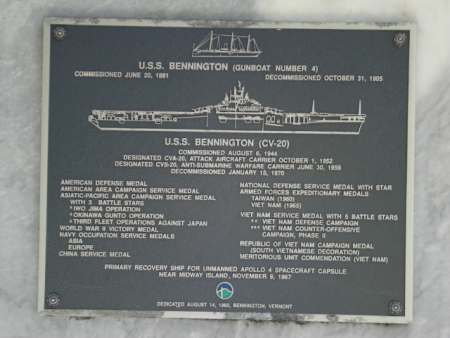 U.S.S. BENNINGTON (GUNBOAT NUMBER 4)
COMMISSIONED JUNE 20, 1891 DECOMMISSIONED OCTOBER 31, 1905
U.S.S. BENNINGTON (CV-20)
COMMISSIONED AUGUST 6, 1944
DESIGNATED CVA-20, ATTACK AIRCRAFT CARRIER OCTOBER 1, 1952
DESIGNATED CVS-20, ANTI-SUBMARINE WARFARE CARRIER JUNE 30, 1959
DECOMMISSIONED JANUARY 15, 1970
AMERICAN DEFENSE MEDAL
AMERICAN AREA CAMPAIGN SERVICE MEDAL
ASIATIC-PACIFIC AREA CAMPAIGN SERVICE MEDAL
WITH 3 BATTLE STARS
*IWO JIMA OPERATION
*OKINAWA GUNTO OPERATION
*THIRD FLEET OPERATIONS AGAINST JAPAN
WORLD WAR II VICTORY MEDAL
NAVY OCCUPATION SERVICE MEDALS
ASIA
EUROPE
CHINA SERVICE MEDAL
NATIONAL DEFENSE SERVICE MEDAL WITH STAR
ARMED FORCES EXPEDITIONARY MEDALS
TAIWAN (1960)
VIET NAM (1965)
VIET NAM SERVICE MEDAL WITH 5 BATTLE STARS
** VIET NAM DEFENSE CAMPAIGN
*** VIET NAM COUNTER-OFFENSIVE
CAMPAIGN, PHASE II
REPUBLIC OF VIET NAM CAMPAIGN MEDAL
(SOUTH VIETNAMESE DECORATION)
MERITORIOUS UNIT COMMENDATION (VIET NAM)
PRIMARY RECOVERY SHIP FOR UNMANNED APOLLO 4 SPACECRAFT CAPSULE
NEAR MIDWAY ISLAND, NOVEMBER 9, 1967
DEDICATED AUGUST 14, BENNINGTON, VERMONT